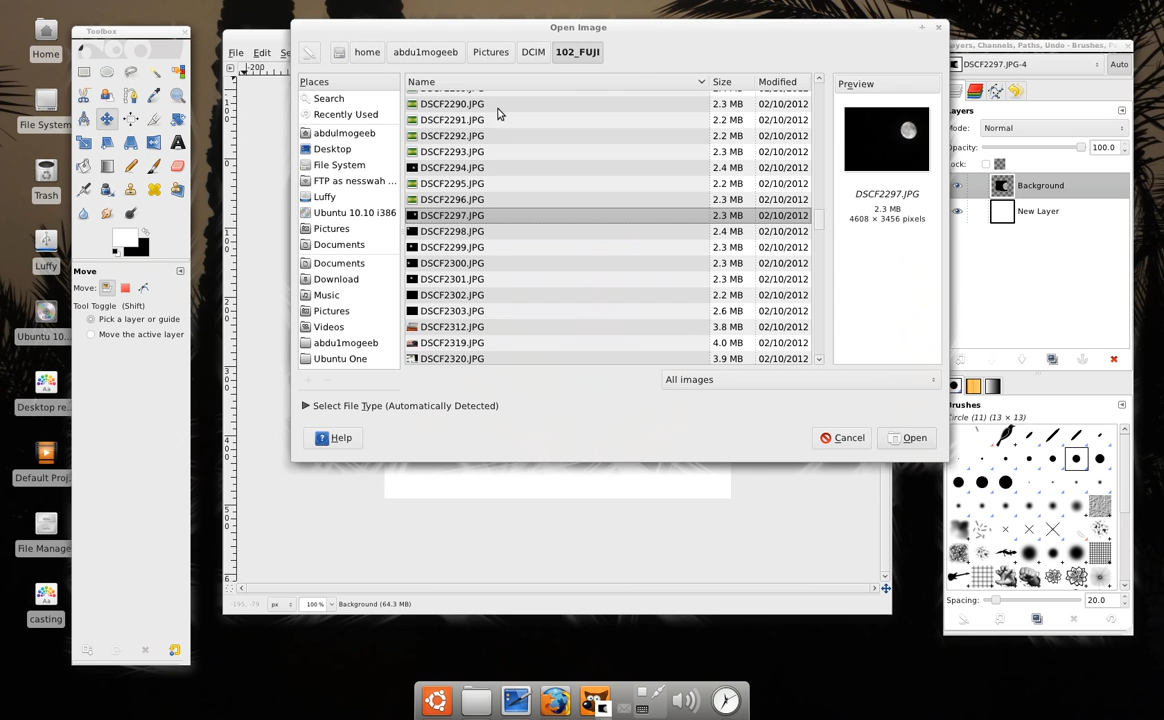 Open Image
Toolbox
ayers, Channels, Paths, Undo - Brushes, P
Home
File System
Trash
Luffy
Ubuntu 10...
Desktop re...
Default Proj...
File Manage
casting
File Edit Se
-200
home abdu1mogeeb Pictures DCIM 102_FUJI
Places
Search
Recently Used
abdulmogeeb
Desktop
File System
FTP as nesswah ...
Luffy
Ubuntu 10.10 i386
Pictures
Documents
Documents
Download
Music
Pictures
Videos
abdu1mogeeb
Ubuntu One
Name Size Modified
DSCF2290.JPG 2.3 MB 02/10/2012
DSCF2291.JPG 2.2 MB 02/10/2012
DSCF2292.JPG 2.2 MB 02/10/2012
DSCF2293.JPG 2.3 MB 02/10/2012
DSCF2294.JPG 2.4 MB 02/10/2012
DSCF2295.JPG 2.2 MB 02/10/2012
DSCF2296.JPG 2.3 MB 02/10/2012
DSCF2297.JPG 2.3 MB 02/10/2012
DSCF2298.JPG 2.4 MB 02/10/2012
DSCF2299.JPG 2.3 MB 02/10/2012
DSCF2300.JPG 2.3 MB 02/10/2012
DSCF2301.JPG 2.3 MB 02/10/2012
DSCF2302.JPG 2.2 MB 02/10/2012
DSCF2303.JPG 2.6 MB 02/10/2012
DSCF2312.JPG 3.8 MB 02/10/2012
DSCF2319.JPG 4.0 MB 02/10/2012
DSCF2320.JPG 3.9 MB 02/10/2012
Preview
DSCF2297.JPG
2.3 MB
4608 × 3456 pixels
All images
Select File Type (Automatically Detected)
Help
Cancel
Open
Move
Move:
Tool Toggle (Shift)
Pick a layer or guide
Move the active layer
-195, -79 px 100% Background (64.3 MB)
DSCF2297.JPG-4
Auto
ayers
Mode: Normal
Opacity: 100.0
ock:
Background
New Layer
Brushes
Circle (11) (13 × 13)
Spacing: 20.0